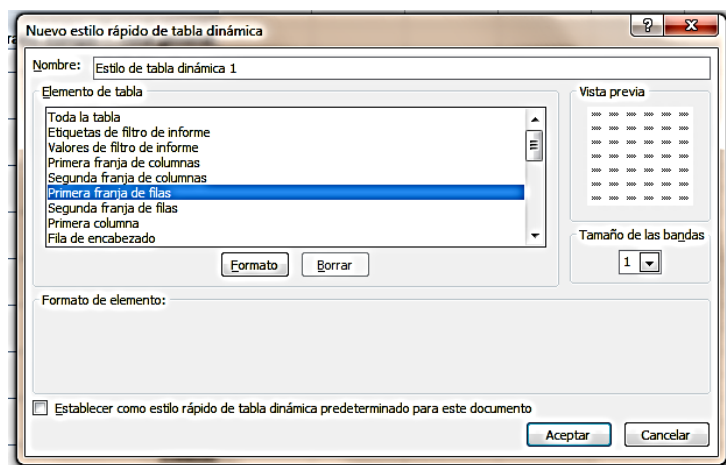 Nuevo estilo rápido de tabla dinámica
Nombre: Estilo de tabla dinámica 1
Elemento de tabla
Toda la tabla
Etiquetas de filtro de informe
Valores de filtro de informe
Primera franja de columnas
Segunda franja de columnas
Primera franja de filas
Segunda franja de filas
Primera columna
Fila de encabezado
Formato Borrar
Vista previa
Tamaño de las bandas
1
Formato de elemento:
Establecer como estilo rápido de tabla dinámica predeterminado para este documento
Aceptar Cancelar